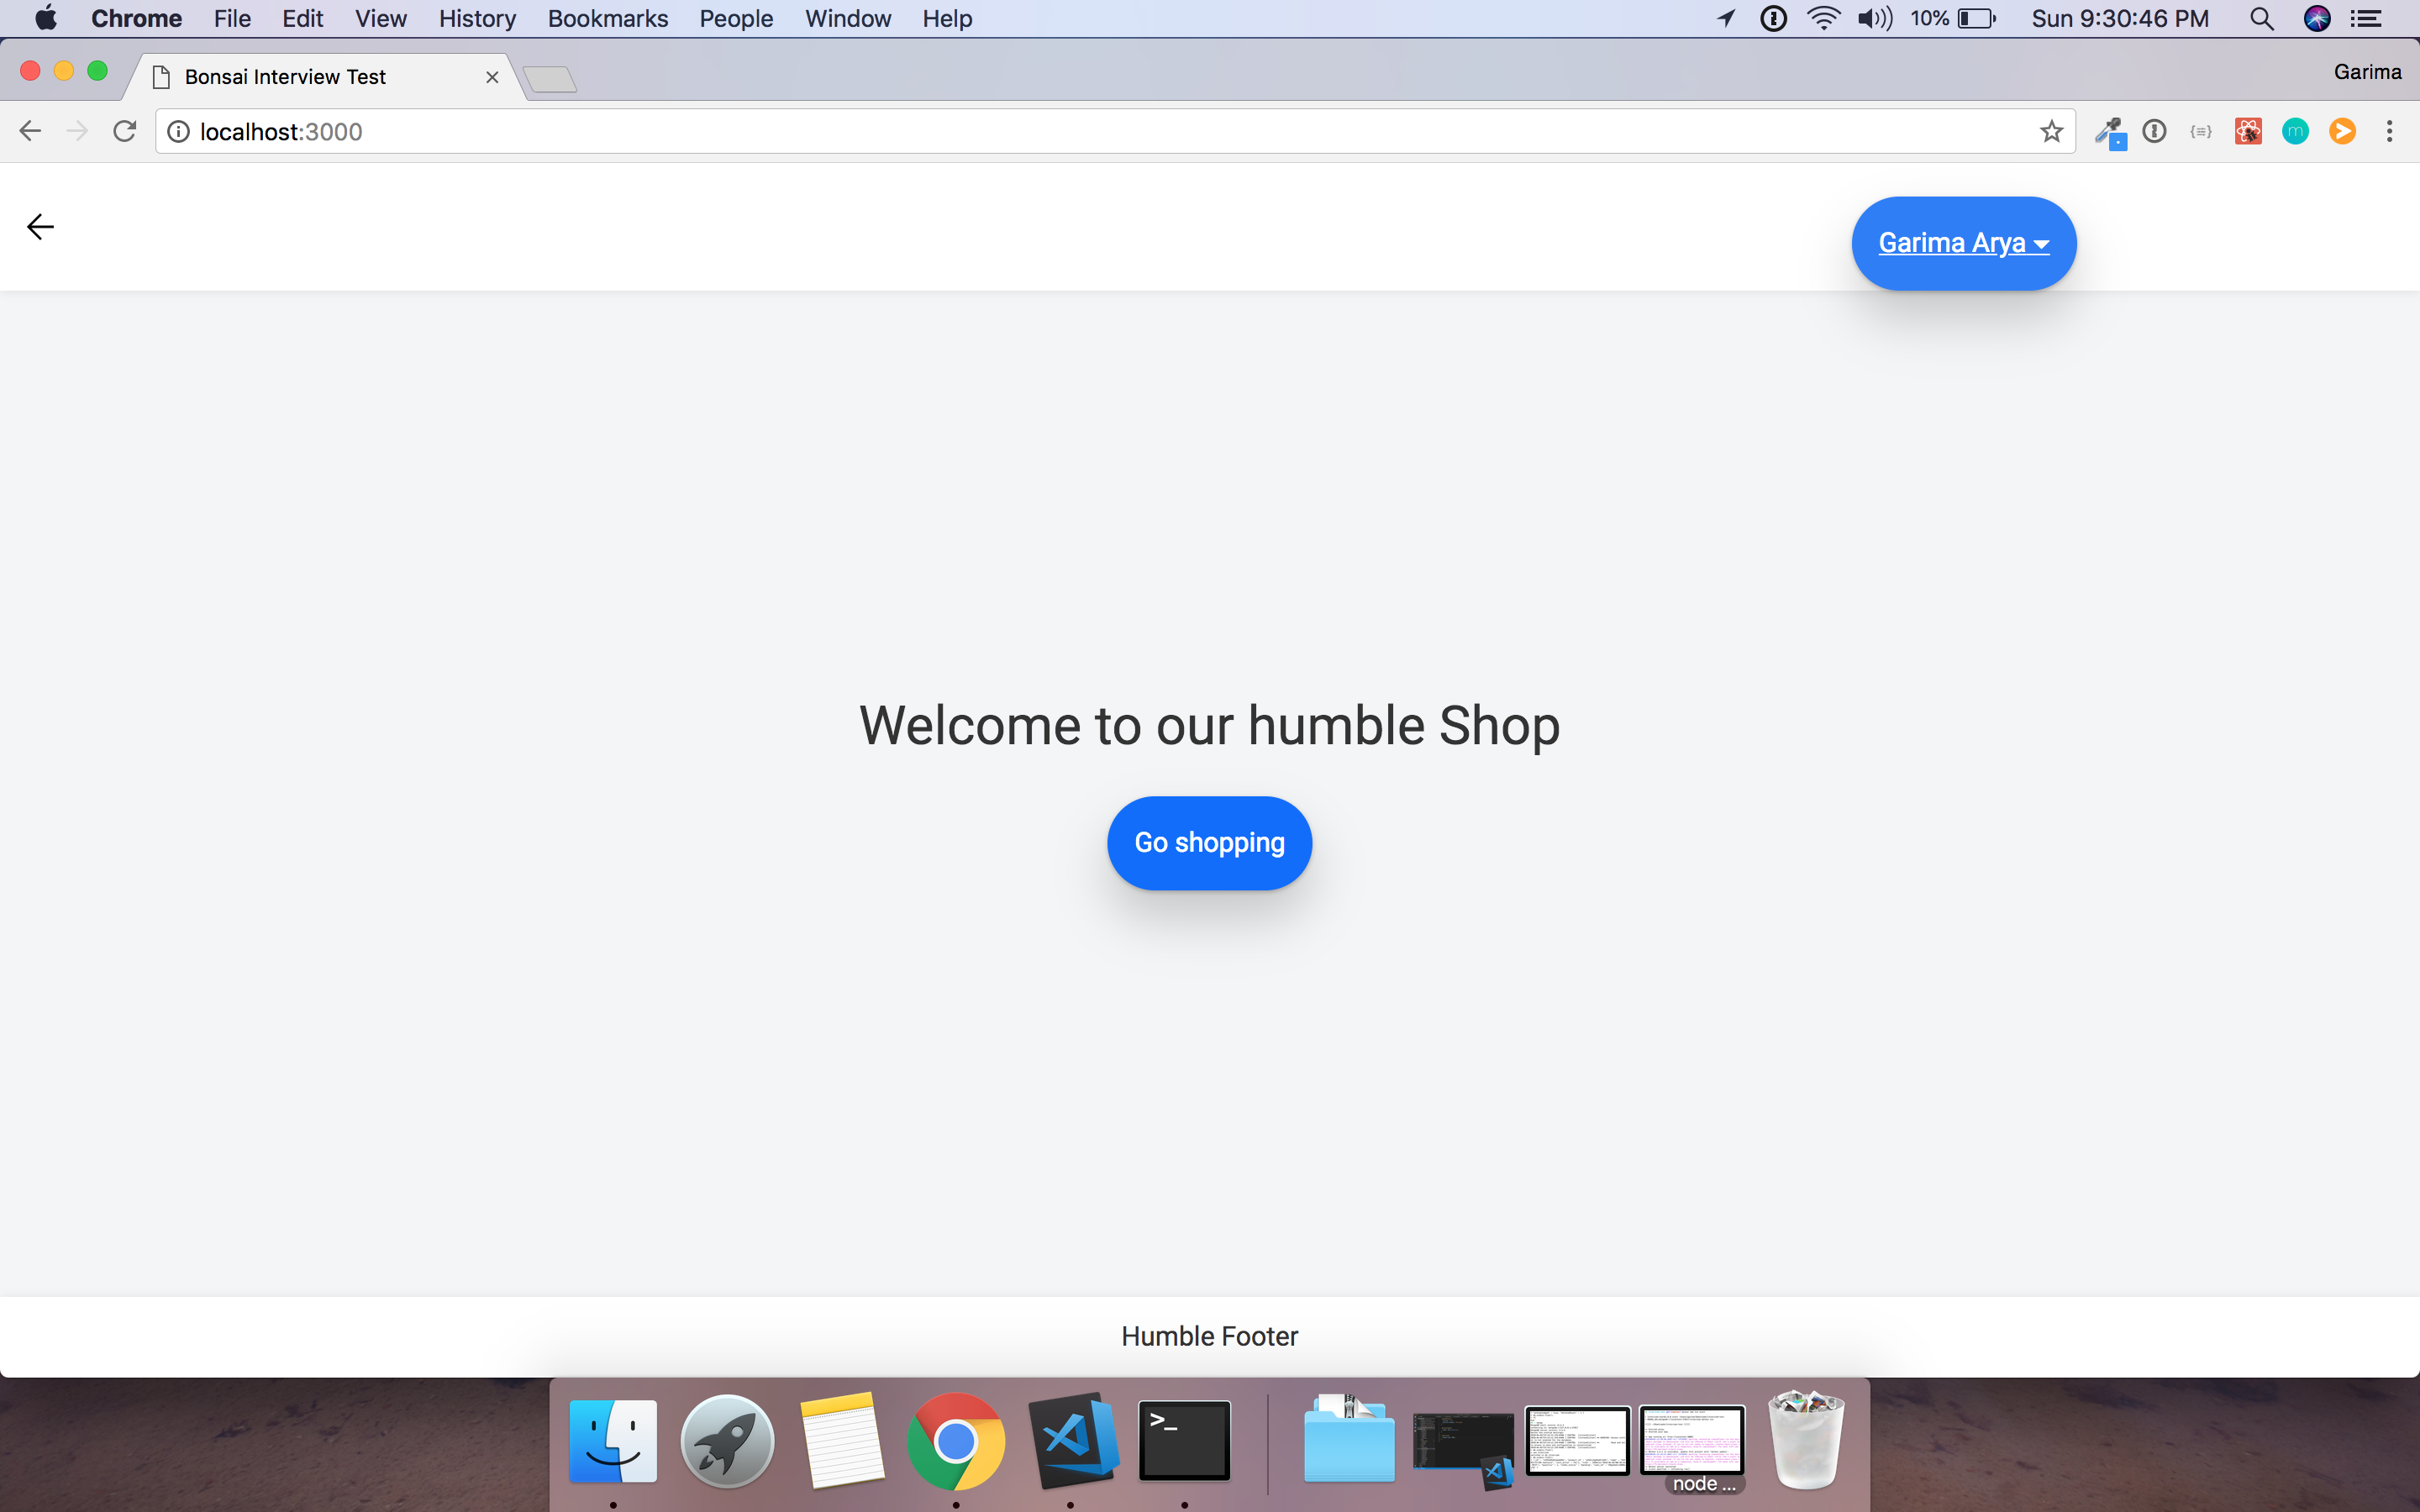 Chrome File Edit View History Bookmarks People Window Help 10% Sun 9:30:46 PM
Bonsai Interview Test
Garima
localhost:3000
Garima Arya
Welcome to our humble Shop
Go shopping
Humble Footer
node ...